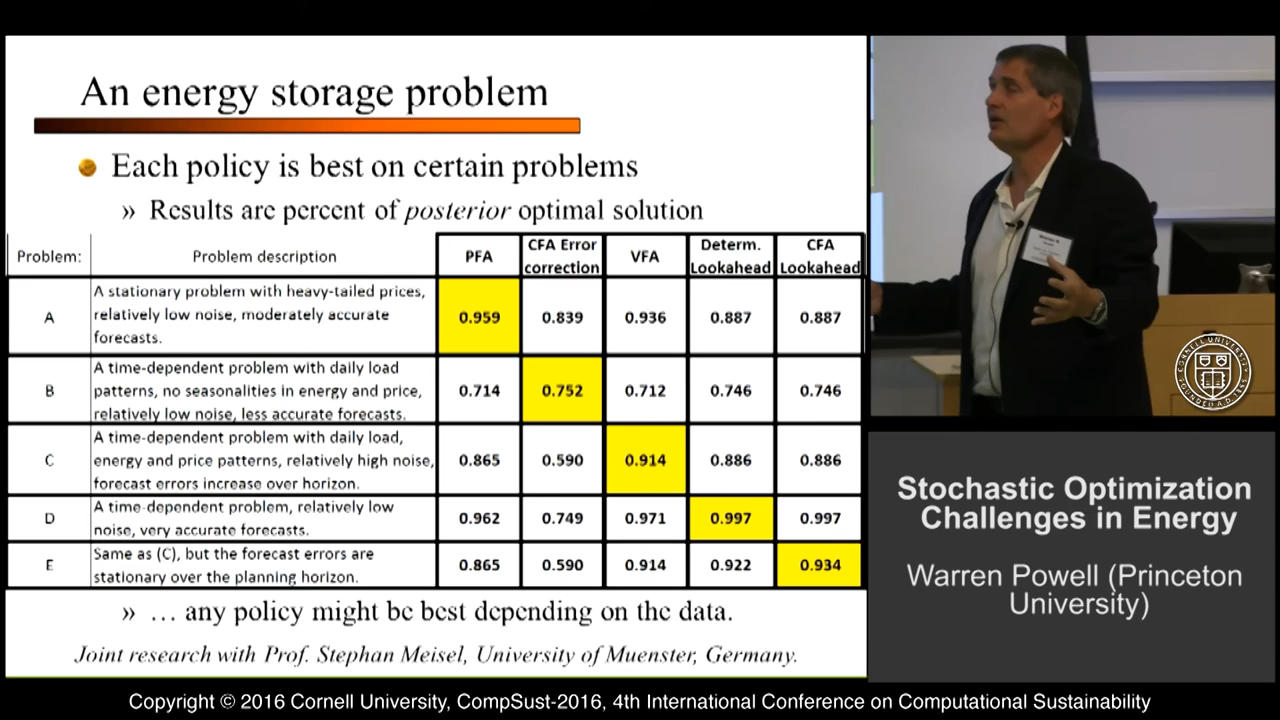 An energy storage problem
Each policy is best on certain problems
» Results are percent of posterior optimal solution
Problem: Problem description PFA CFA Error correction VFA Determ. Lookahead CFA Lookahead
A A stationary problem with heavy-tailed prices, relatively low noise, moderately accurate forecasts. 0.959 0.839 0.936 0.887 0.887
B A time-dependent problem with daily load patterns, no seasonalities in energy and price, relatively low noise, less accurate forecasts. 0.714 0.752 0.712 0.746 0.746
C A time-dependent problem with daily load, energy and price patterns, relatively high noise, forecast errors increase over horizon. 0.865 0.590 0.914 0.886 0.886
D A time-dependent problem, relatively low noise, very accurate forecasts. 0.962 0.749 0.971 0.997 0.997
E Same as (C), but the forecast errors are stationary over the planning horizon. 0.865 0.590 0.914 0.922 0.934
» ... any policy might be best depending on the data.
Joint research with Prof. Stephan Meisel, University of Muenster, Germany.
CORNELL UNIVERSITY
FOUNDED A.D. 1865
Stochastic Optimization
Challenges in Energy
Warren Powell (Princeton
University)
Copyright © 2016 Cornell University, CompSust-2016, 4th International Conference on Computational Sustainability